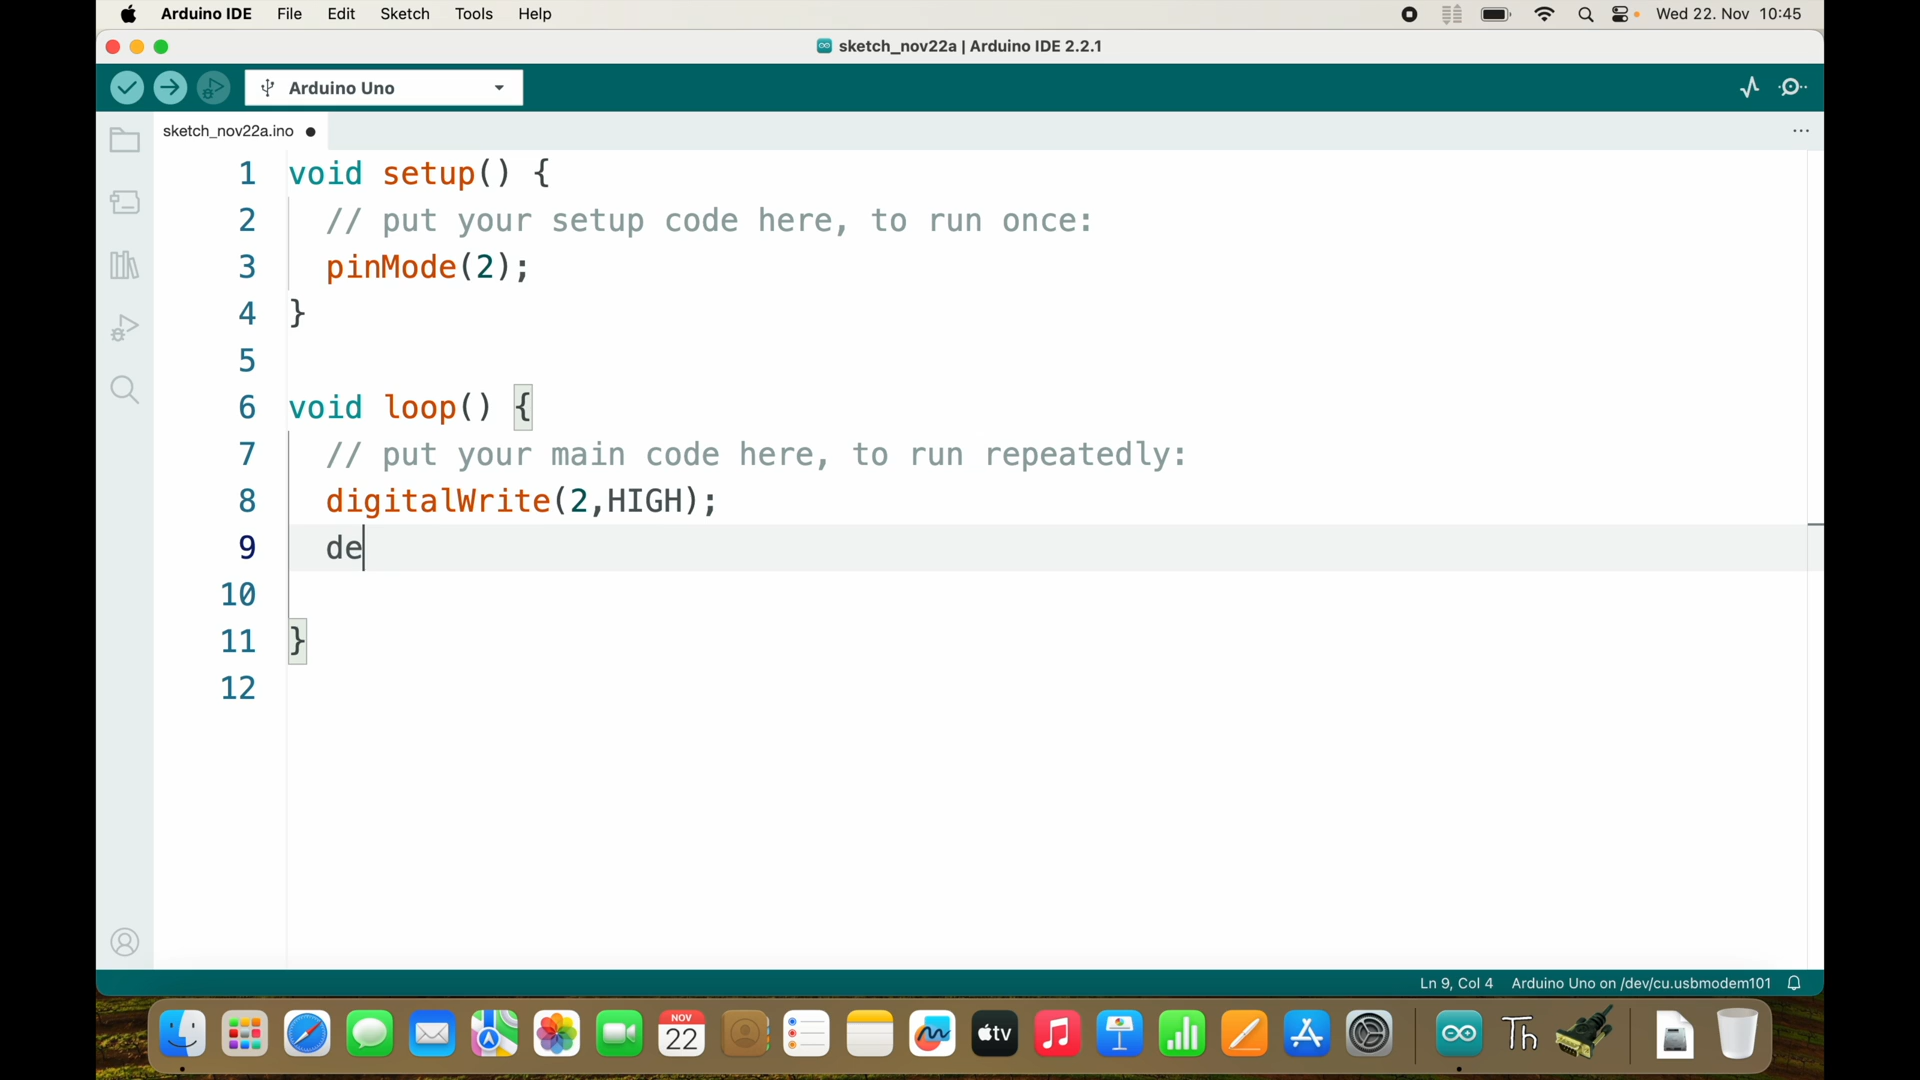 Arduino IDE File Edit Sketch Tools Help Wed 22. Nov 10:45
sketch_nov22a | Arduino IDE 2.2.1
Arduino Uno
sketch_nov22a.ino
1 void setup() {
2 // put your setup code here, to run once:
3 pinMode(2);
4 }
5
6 void loop() {
7 // put your main code here, to run repeatedly:
8 digitalWrite(2,HIGH);
9 de
10
11 }
12
Ln 9, Col 4 Arduino Uno on /dev/cu.usbmodem101
NOV
22
tv
Th